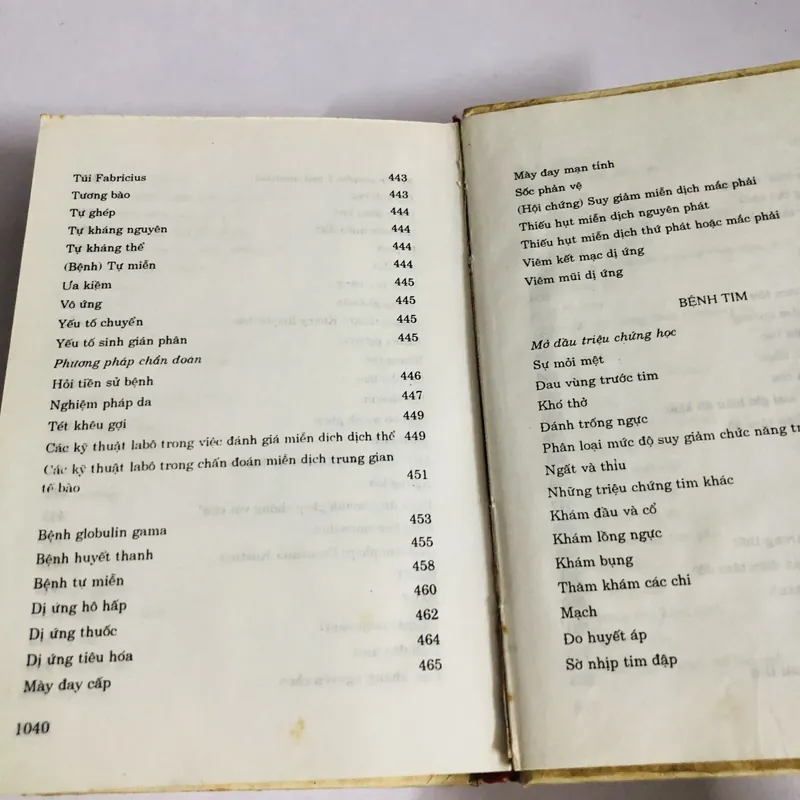 Túi Fabricius 443
Tương bào 443
Tự ghép 444
Tự kháng nguyên 444
Tự kháng thể 444
(Bệnh) Tự miễn 444
Ưa kiềm 445
Vô ứng 445
Yếu tố chuyển 445
Yếu tố sinh gián phân 445
Phương pháp chẩn đoán
Hỏi tiền sử bệnh 446
Nghiệm pháp da 447
Tét khêu gợi 449
Các kỹ thuật labô trong việc đánh giá miễn dịch dịch thể 449
Các kỹ thuật labô trong chẩn đoán miễn dịch trung gian
tế bào 451
Bệnh globulin gama 453
Bệnh huyết thanh 455
Bệnh tự miễn 458
Dị ứng hô hấp 460
Dị ứng thuốc 462
Dị ứng tiêu hóa 464
Mày đay cấp 465
1040
Mày đay mạn tính
Sốc phản vệ
(Hội chứng) Suy giảm miễn dịch mắc phải
Thiếu hụt miễn dịch nguyên phát
Thiếu hụt miễn dịch thứ phát hoặc mắc phải
Viêm kết mạc dị ứng
Viêm mũi dị ứng
BỆNH TIM
Mở đầu triệu chứng học
Sự mỏi mệt
Đau vùng trước tim
Khó thở
Đánh trống ngực
Phân loại mức độ suy giảm chức năng
Ngất và thỉu
Những triệu chứng tim khác
Khám đầu và cổ
Khám lồng ngực
Khám bụng
Thăm khám các chi
Mạch
Đo huyết áp
Sờ nhịp tim đập